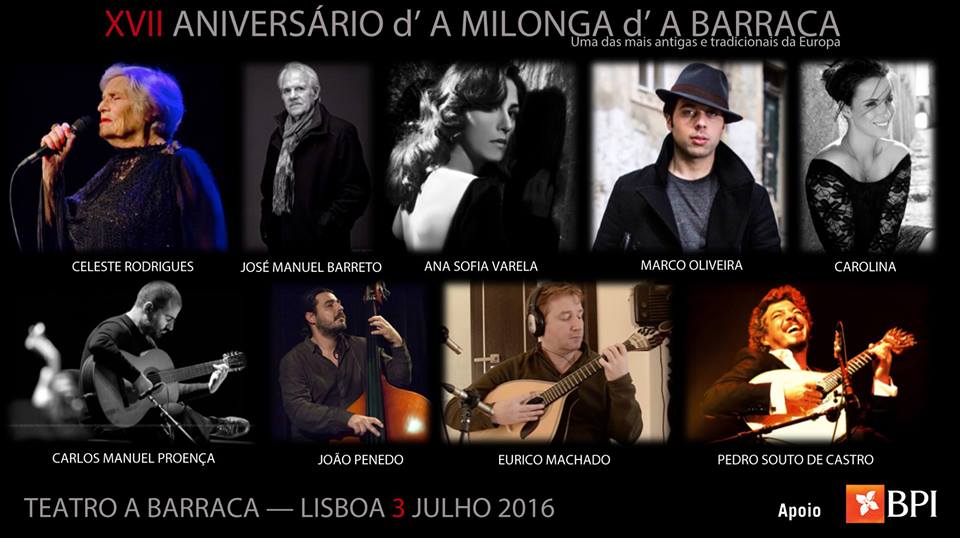 XVII ANIVERSÁRIO d' A MILONGA d' A BARRACA
Uma das mais antigas e tradicionais da Europa
CELESTE RODRIGUES
JOSÉ MANUEL BARRETO
ANA SOFIA VARELA
MARCO OLIVEIRA
CAROLINA
CARLOS MANUEL PROENÇA
JOÃO PENEDO
EURICO MACHADO
PEDRO SOUTO DE CASTRO
TEATRO A BARRACA — LISBOA 3 JULHO 2016
Apoio
BPI